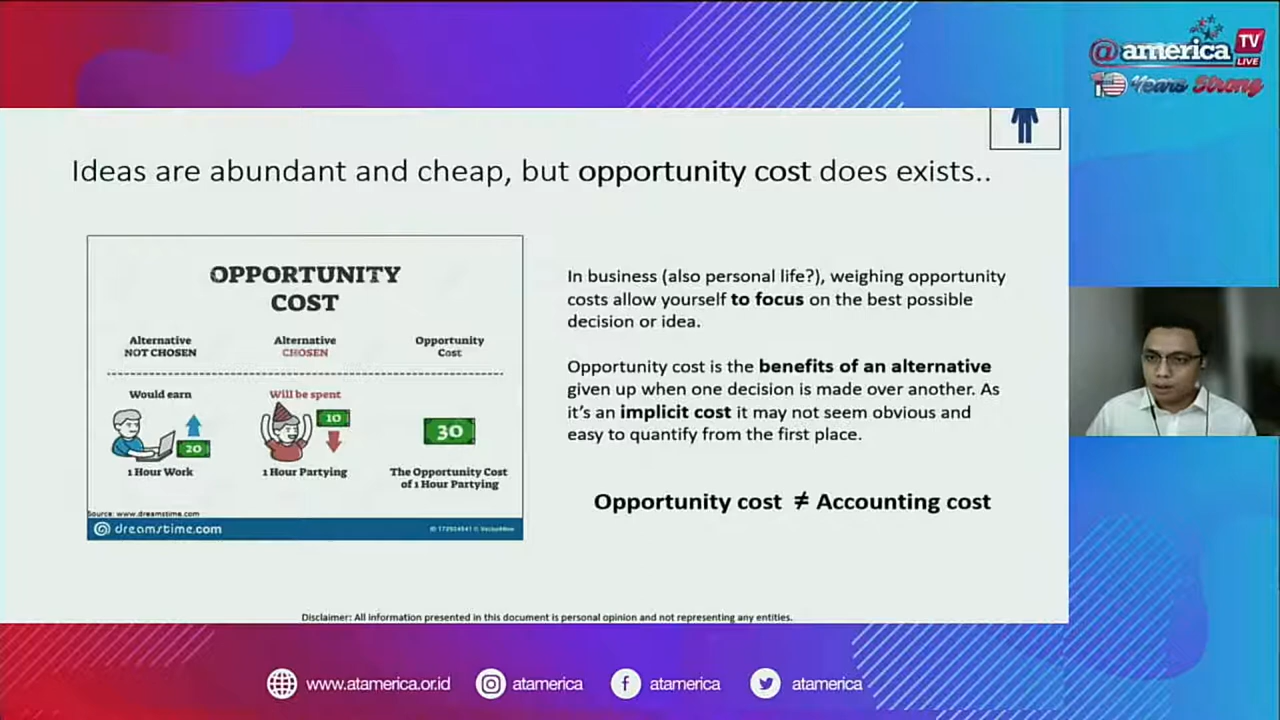 @america TV
LIVE
10 Years Strong
Ideas are abundant and cheap, but opportunity cost does exists..
OPPORTUNITY
COST
Alternative
NOT CHOSEN
Alternative
CHOSEN
Opportunity
Cost
Would earn
Will be spent
20
10
30
1 Hour Work
1 Hour Partying
The Opportunity Cost
of 1 Hour Partying
Source: www.dreamstime.com
dreamstime.com
In business (also personal life?), weighing opportunity
costs allow yourself to focus on the best possible
decision or idea.
Opportunity cost is the benefits of an alternative
given up when one decision is made over another. As
it's an implicit cost it may not seem obvious and
easy to quantify from the first place.
Opportunity cost ≠ Accounting cost
Disclaimer: All information presented in this document is personal opinion and not representing any entities.
www.atamerica.or.id
atamerica
atamerica
atamerica